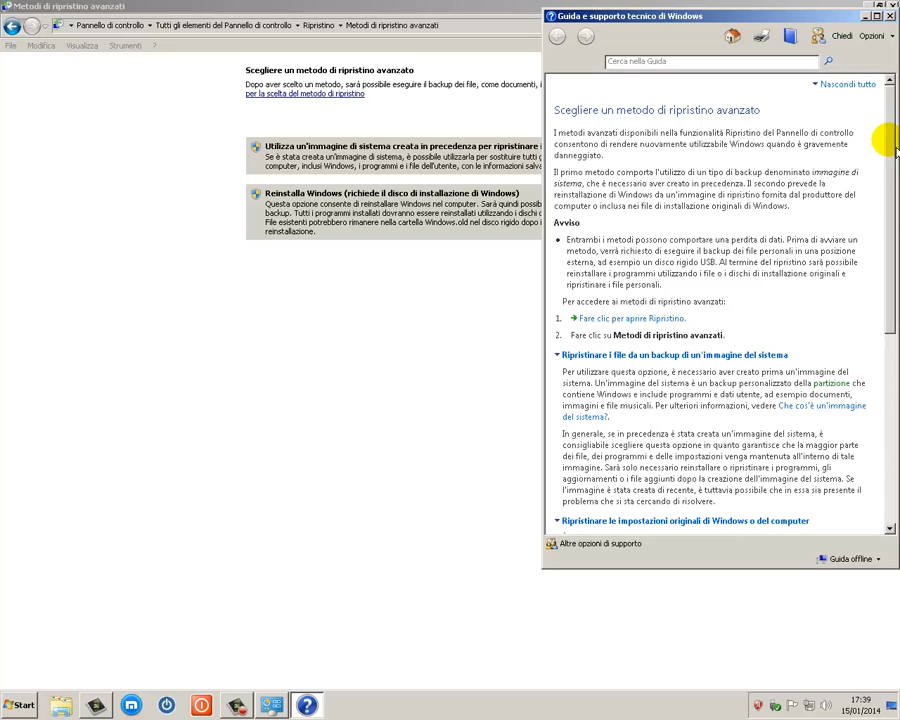 Metodi di ripristino avanzati
Pannello di controllo ▾ Tutti gli elementi del Pannello di controllo ▾ Ripristino ▾ Metodi di ripristino avanzati
File Modifica Visualizza Strumenti ?
Scegliere un metodo di ripristino avanzato
Dopo aver scelto un metodo, sarà possibile eseguire il backup dei file, come documenti, i
per la scelta del metodo di ripristino
Utilizza un'immagine di sistema creata in precedenza per ripristinare i
Se è stata creata un'immagine di sistema, è possibile utilizzarla per sostituire tutti g
computer, inclusi Windows, i programmi e i file dell'utente, con le informazioni salva
Reinstalla Windows (richiede il disco di installazione di Windows)
Questa opzione consente di reinstallare Windows nel computer. Sarà quindi possib
backup. Tutti i programmi installati dovranno essere reinstallati utilizzando i dischi o
File esistenti potrebbero rimanere nella cartella Windows.old nel disco rigido dopo
reinstallazione.
Guida e supporto tecnico di Windows
Chiedi Opzioni
Cerca nella Guida
Nascondi tutto
Scegliere un metodo di ripristino avanzato
I metodi avanzati disponibili nella funzionalità Ripristino del Pannello di controllo
consentono di rendere nuovamente utilizzabile Windows quando è gravemente
danneggiato.
Il primo metodo comporta l'utilizzo di un tipo di backup denominato immagine di
sistema, che è necessario aver creato in precedenza. Il secondo prevede la
reinstallazione di Windows da un'immagine di ripristino fornita dal produttore del
computer o inclusa nei file di installazione originali di Windows.
Avviso
• Entrambi i metodi possono comportare una perdita di dati. Prima di avviare un
metodo, verrà richiesto di eseguire il backup dei file personali in una posizione
esterna, ad esempio un disco rigido USB. Al termine del ripristino sarà possibile
reinstallare i programmi utilizzando i file o i dischi di installazione originali e
ripristinare i file personali.
Per accedere ai metodi di ripristino avanzati:
1. Fare clic per aprire Ripristino.
2. Fare clic su Metodi di ripristino avanzati.
Ripristinare i file da un backup di un'immagine del sistema
Per utilizzare questa opzione, è necessario aver creato prima un'immagine del
sistema. Un'immagine del sistema è un backup personalizzato della partizione che
contiene Windows e include programmi e dati utente, ad esempio documenti,
immagini e file musicali. Per ulteriori informazioni, vedere Che cos'è un'immagine
del sistema?.
In generale, se in precedenza è stata creata un'immagine del sistema, è
consigliabile scegliere questa opzione in quanto garantisce che la maggior parte
dei file, dei programmi e delle impostazioni venga mantenuta all'interno di tale
immagine. Sarà solo necessario reinstallare o ripristinare i programmi, gli
aggiornamenti o i file aggiunti dopo la creazione dell'immagine del sistema. Se
l'immagine è stata creata di recente, è tuttavia possibile che in essa sia presente il
problema che si sta cercando di risolvere.
Ripristinare le impostazioni originali di Windows o del computer
Altre opzioni di supporto
Guida offline
Start
17:39
15/01/2014